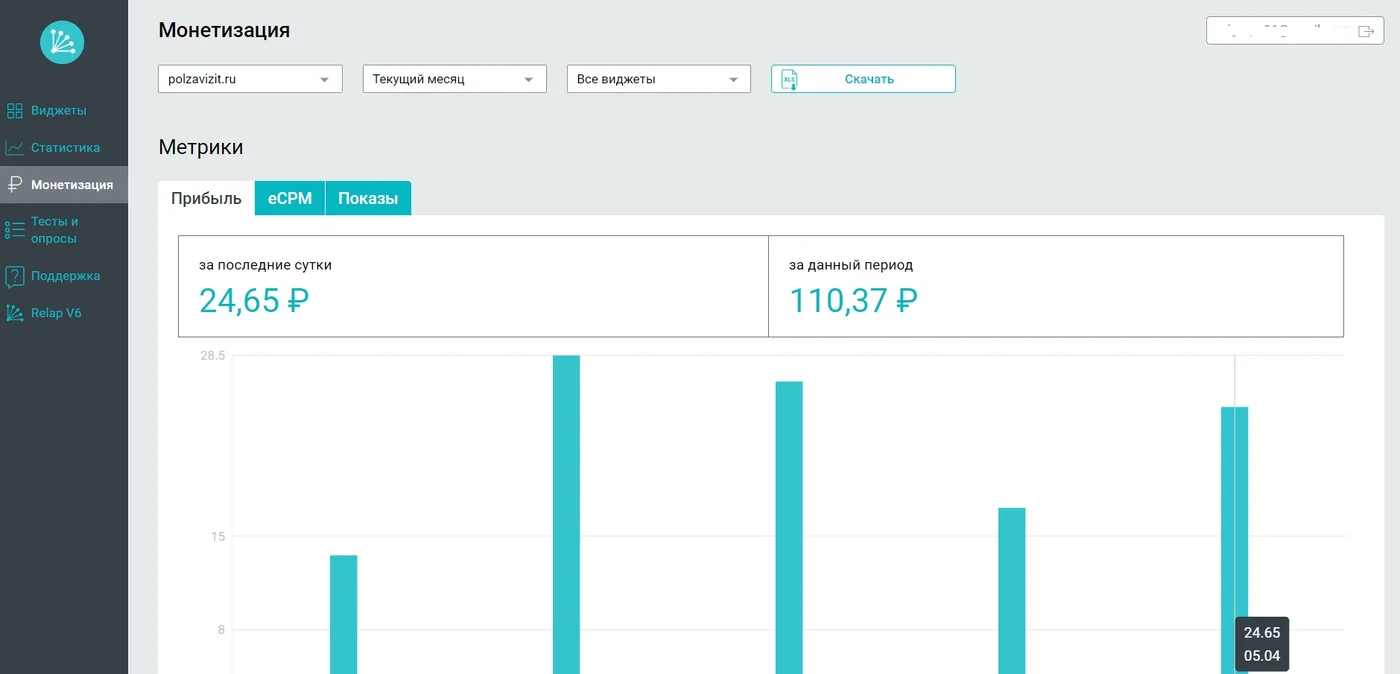 Монетизация
polzavizit.ru
Текущий месяц
Все виджеты
XLS
Скачать
Виджеты
Статистика
Монетизация
Тесты и
опросы
Поддержка
Relap V6
Метрики
Прибыль
eCPM
Показы
за последние сутки
24,65 ₽
за данный период
110,37 ₽
28.5
15
8
24.65
05.04